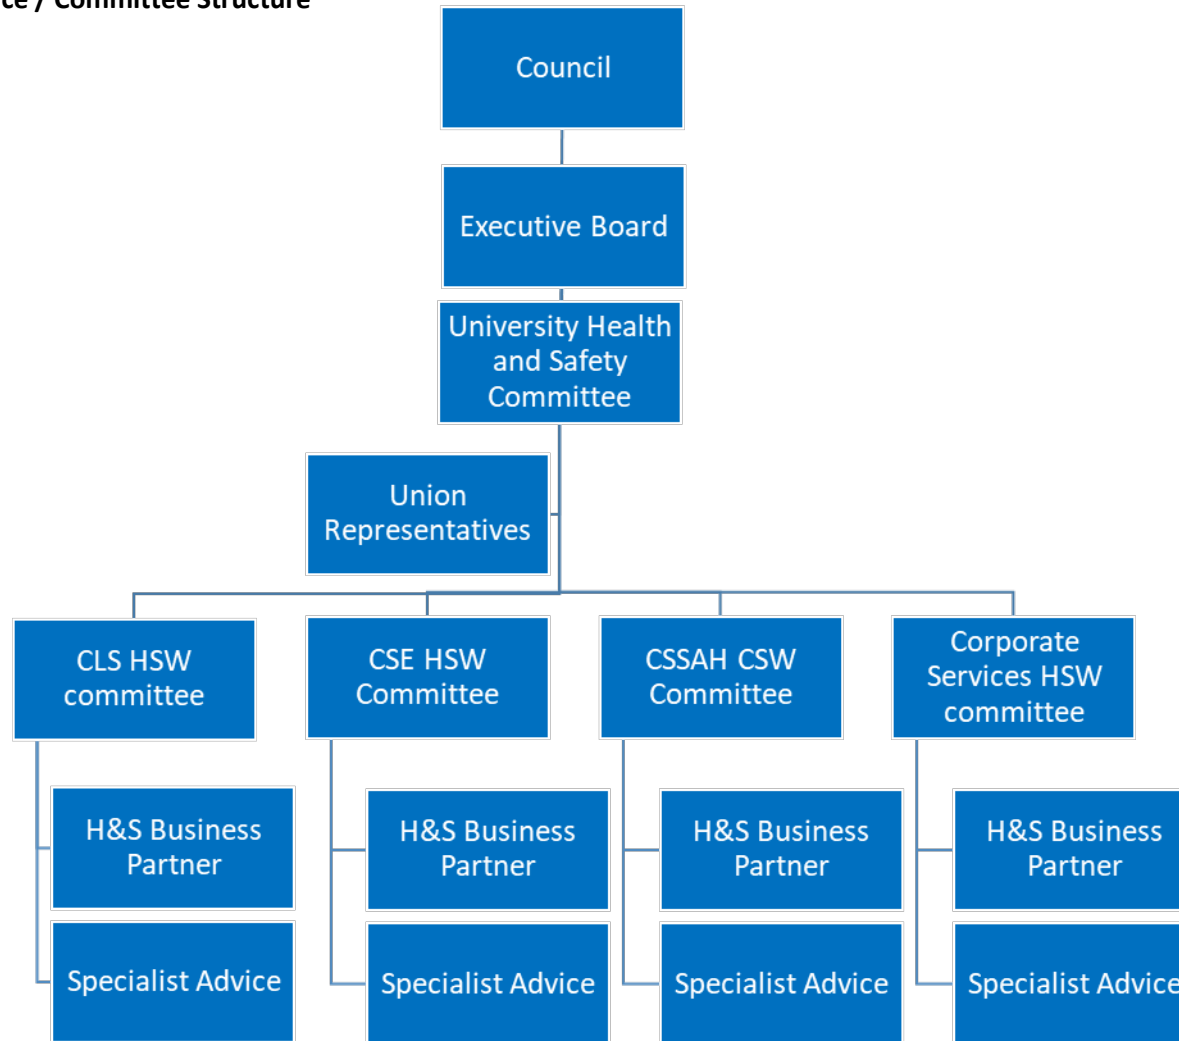 / Committee Structure
Council
Executive Board
University Health
and Safety
Committee
Union
Representatives
CLS HSW
committee
CSE HSW
Committee
CSSAH CSW
Committee
Corporate
Services HSW
committee
H&S Business
Partner
H&S Business
Partner
H&S Business
Partner
H&S Business
Partner
Specialist Advice
Specialist Advice
Specialist Advice
Specialist Advice